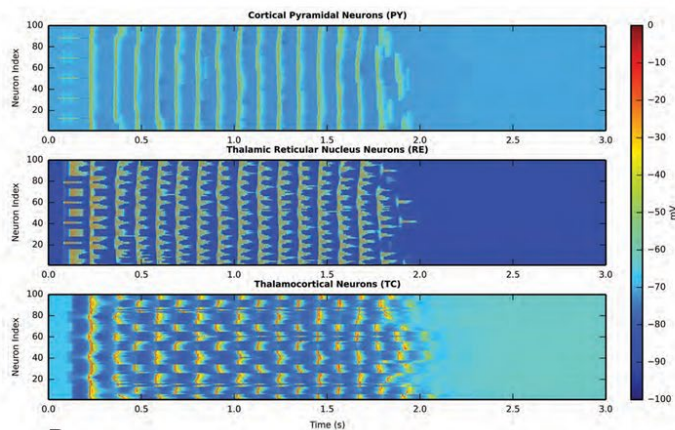 Cortical Pyramidal Neurons (PY)
Neuron Index
100
80
60
40
20
0.0 0.5 1.0 1.5 2.0 2.5 3.0
Thalamic Reticular Nucleus Neurons (RE)
Neuron Index
100
80
60
40
20
0.0 0.5 1.0 1.5 2.0 2.5 3.0
Thalamocortical Neurons (TC)
Neuron Index
100
80
60
40
20
0.0 0.5 1.0 1.5 2.0 2.5 3.0
Time (s)
0
−10
−20
−30
−40
−50
−60
−70
−80
−90
−100
mV